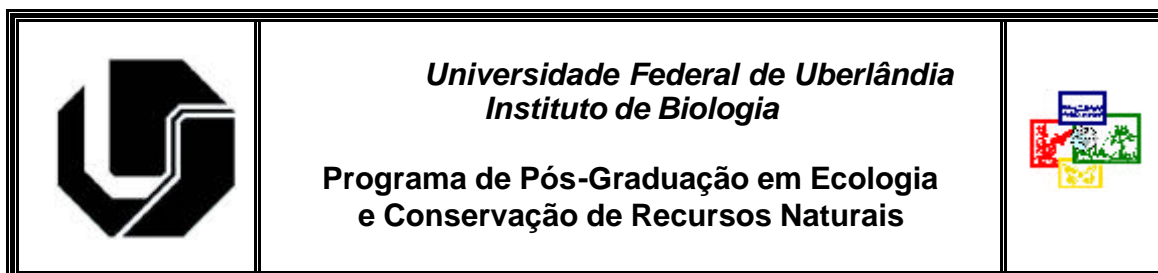 Universidade Federal de Uberlândia
Instituto de Biologia
Programa de Pós-Graduação em Ecologia
e Conservação de Recursos Naturais